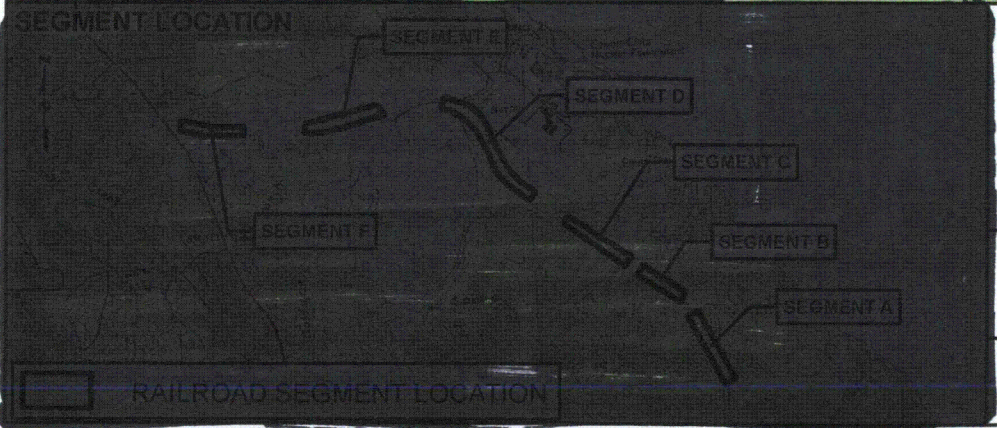 SEGMENT LOCATION
SEGMENT E
SEGMENT D
SEGMENT C
SEGMENT F
SEGMENT B
SEGMENT A
RAILROAD SEGMENT LOCATION